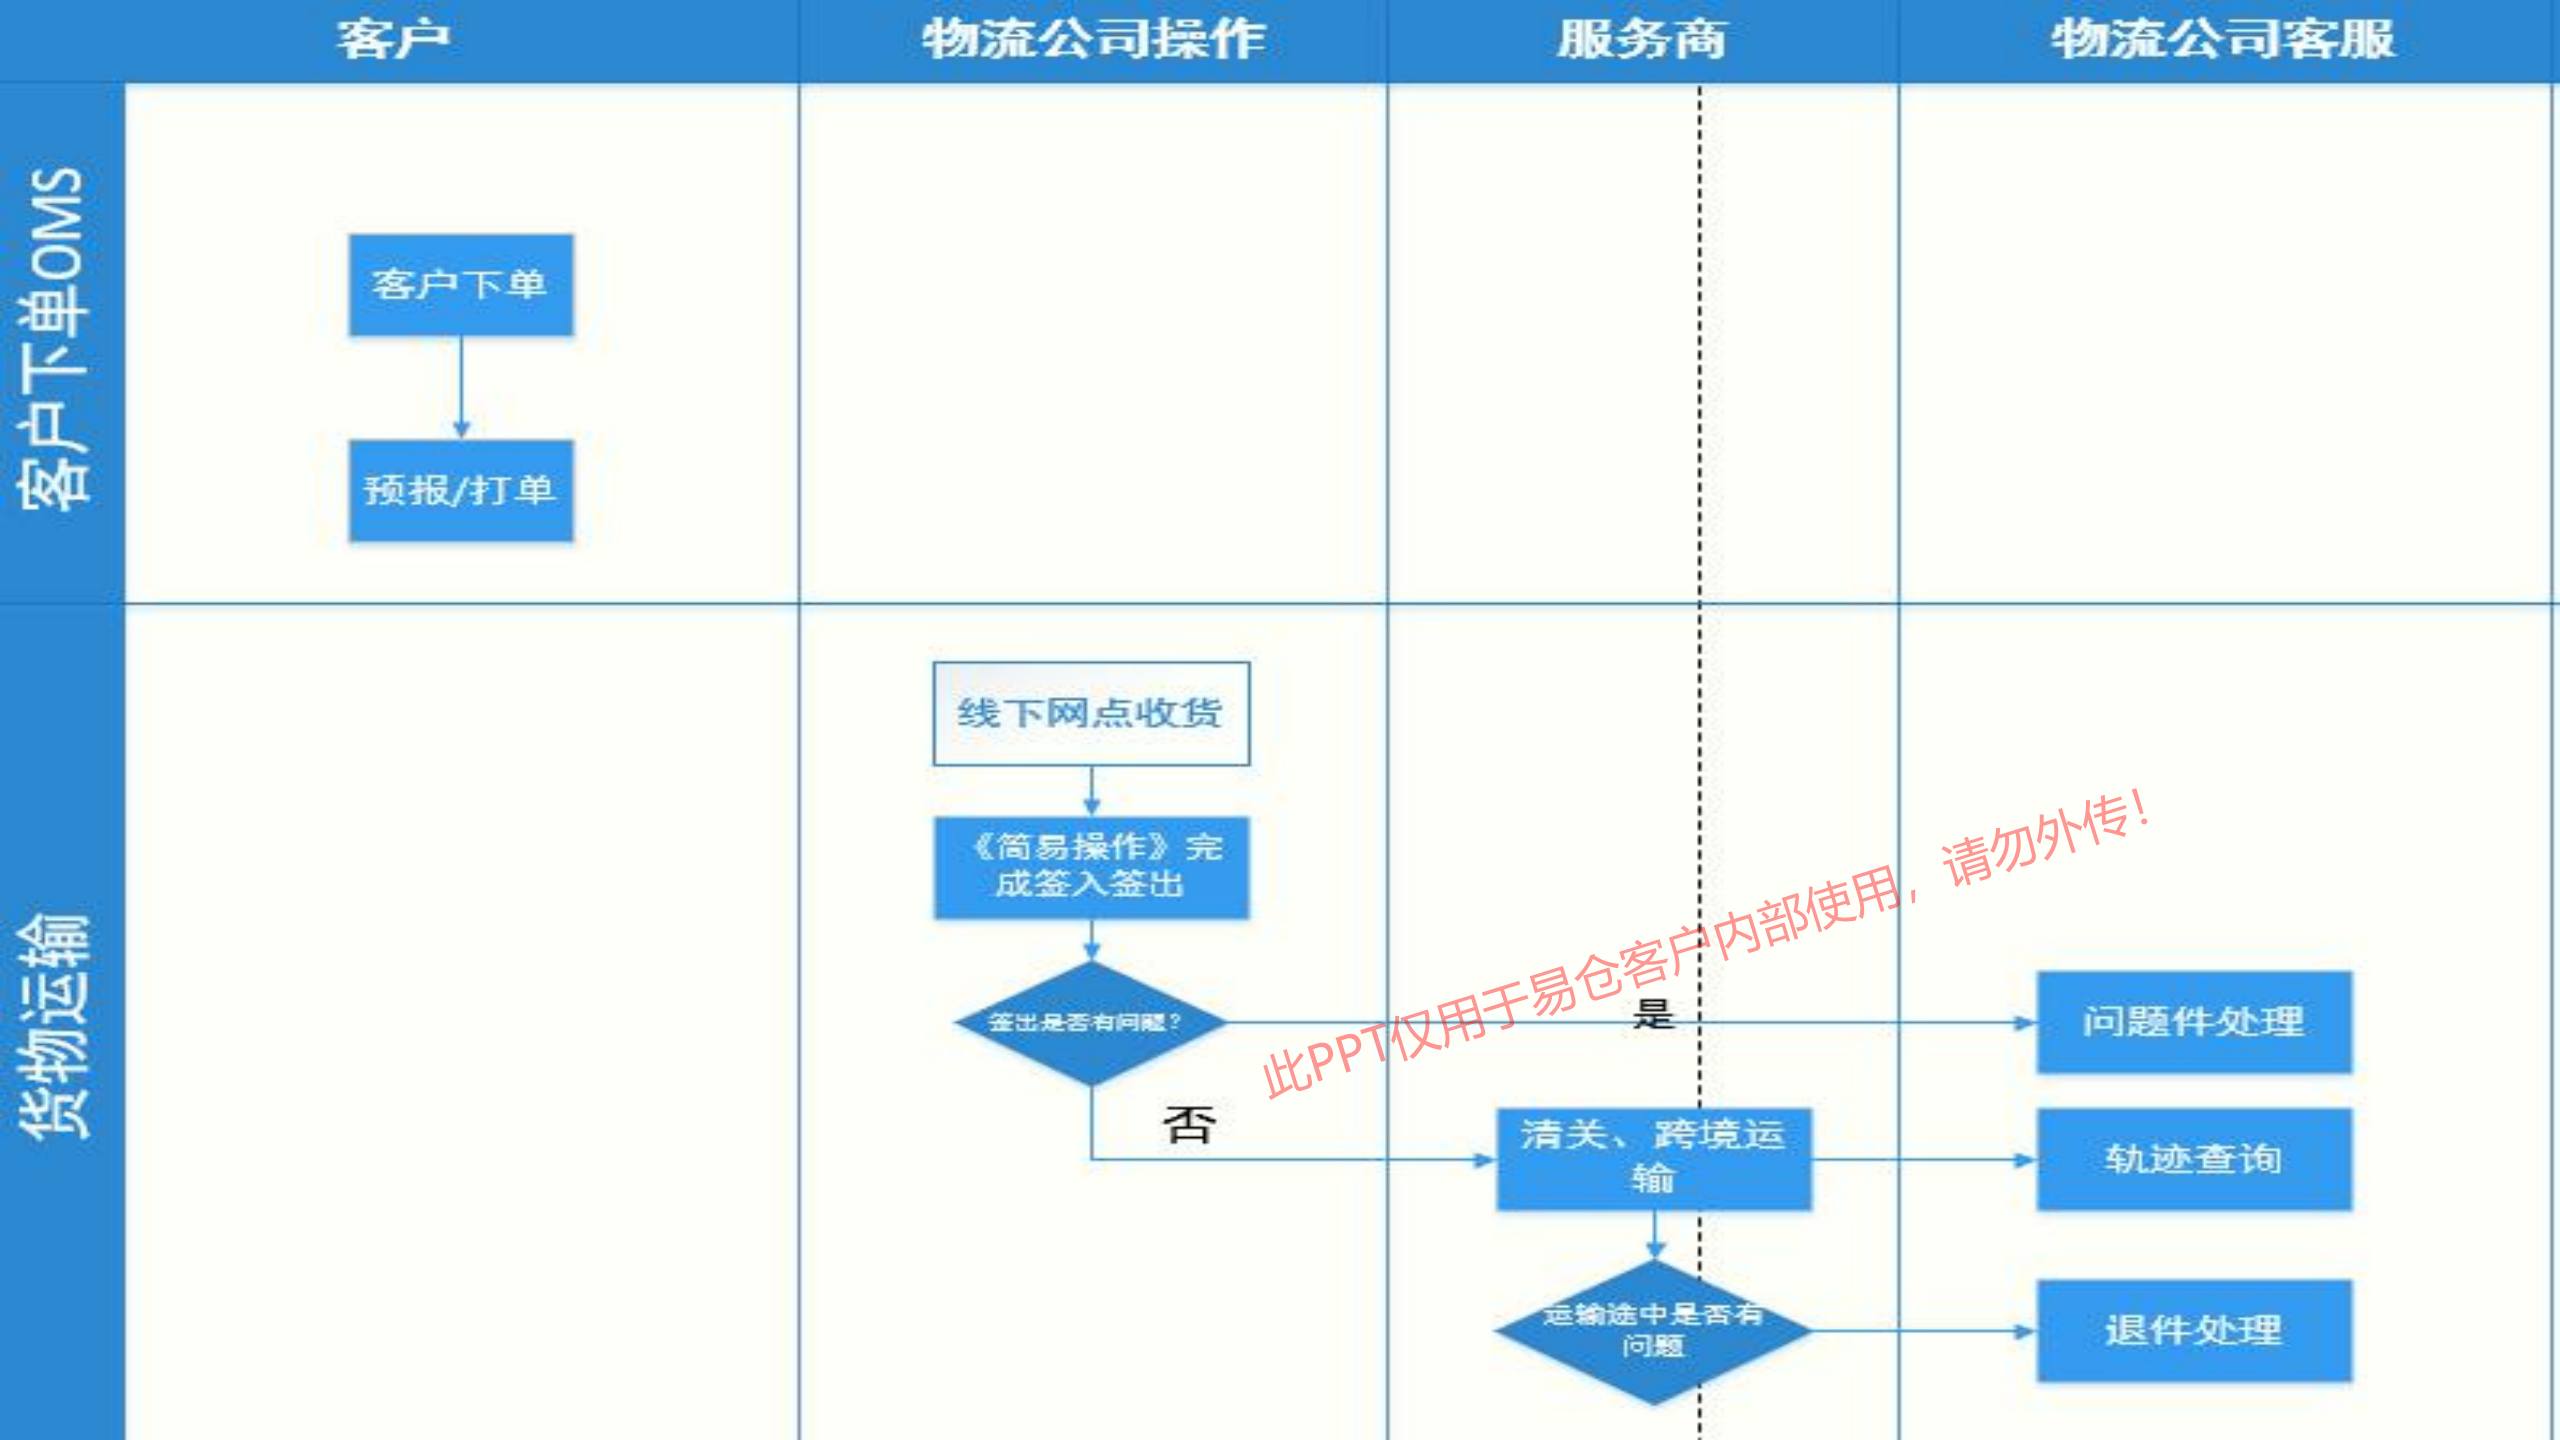 客户
物流公司操作
服务商
物流公司客服
客户下单OMS
客户下单
预报/打单
货物运输
线下网点收货
《简易操作》完
成签入签出
签出是否有问题?
是
问题件处理
否
清关、跨境运
输
轨迹查询
运输途中是否有
问题
退件处理
此PPT仅用于易仓客户内部使用，请勿外传！